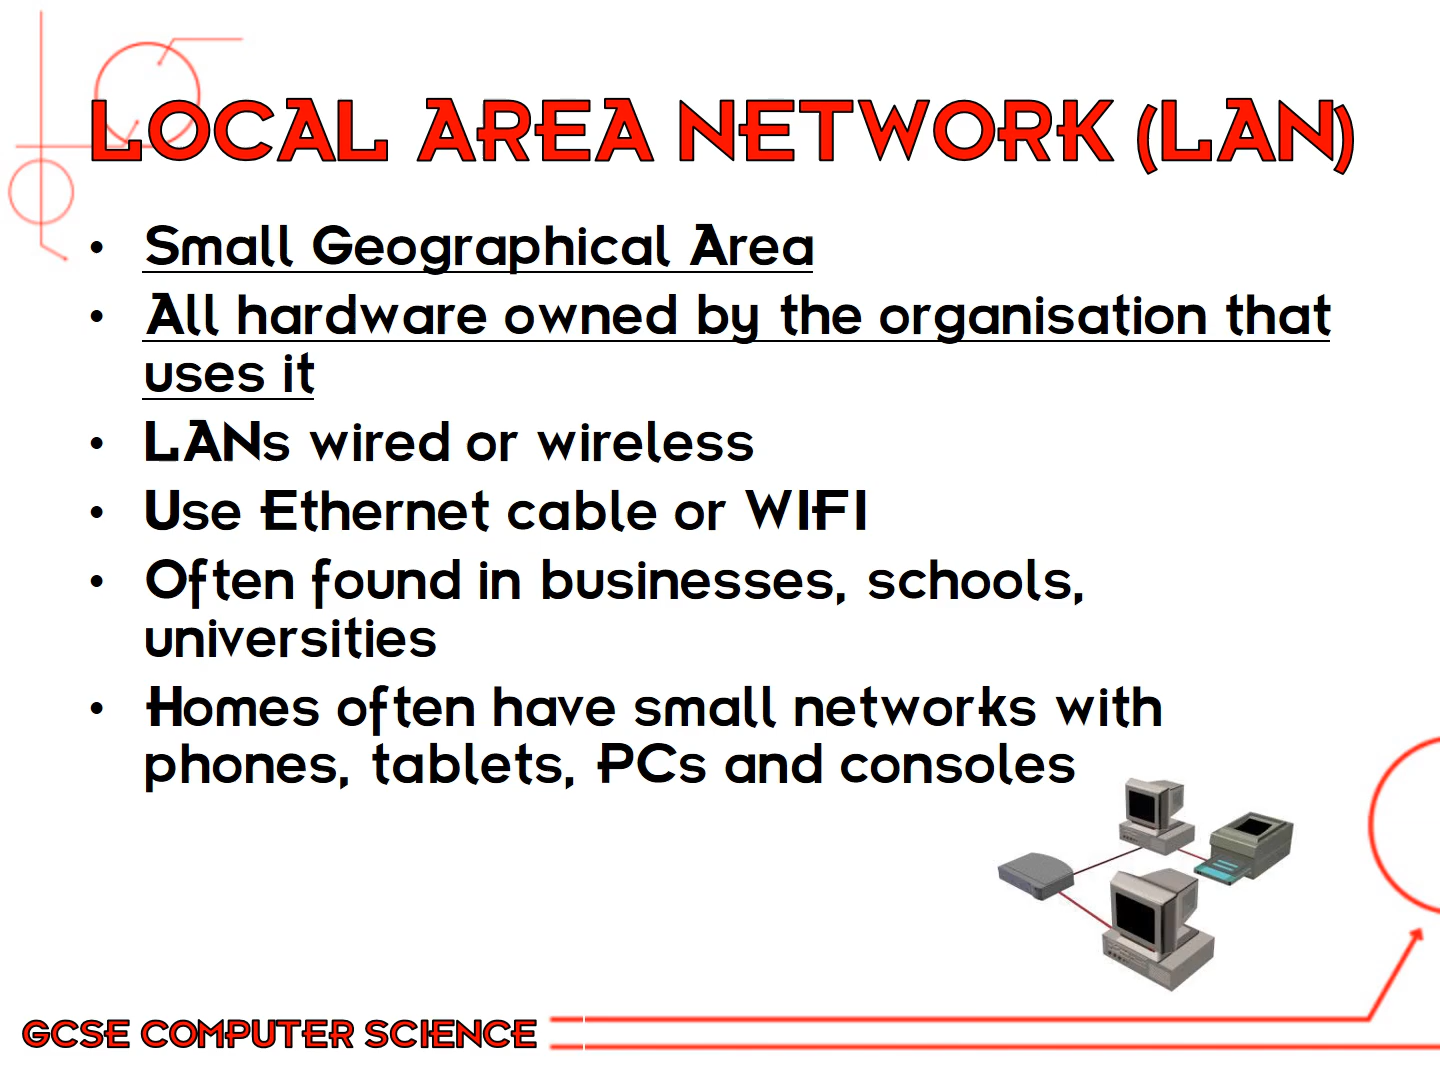 LOCAL AREA NETWORK (LAN)
• Small Geographical Area
• All hardware owned by the organisation that
uses it
• LANs wired or wireless
• Use Ethernet cable or WIFI
• Often found in businesses, schools,
universities
• Homes often have small networks with
phones, tablets, PCs and consoles
GCSE COMPUTER SCIENCE